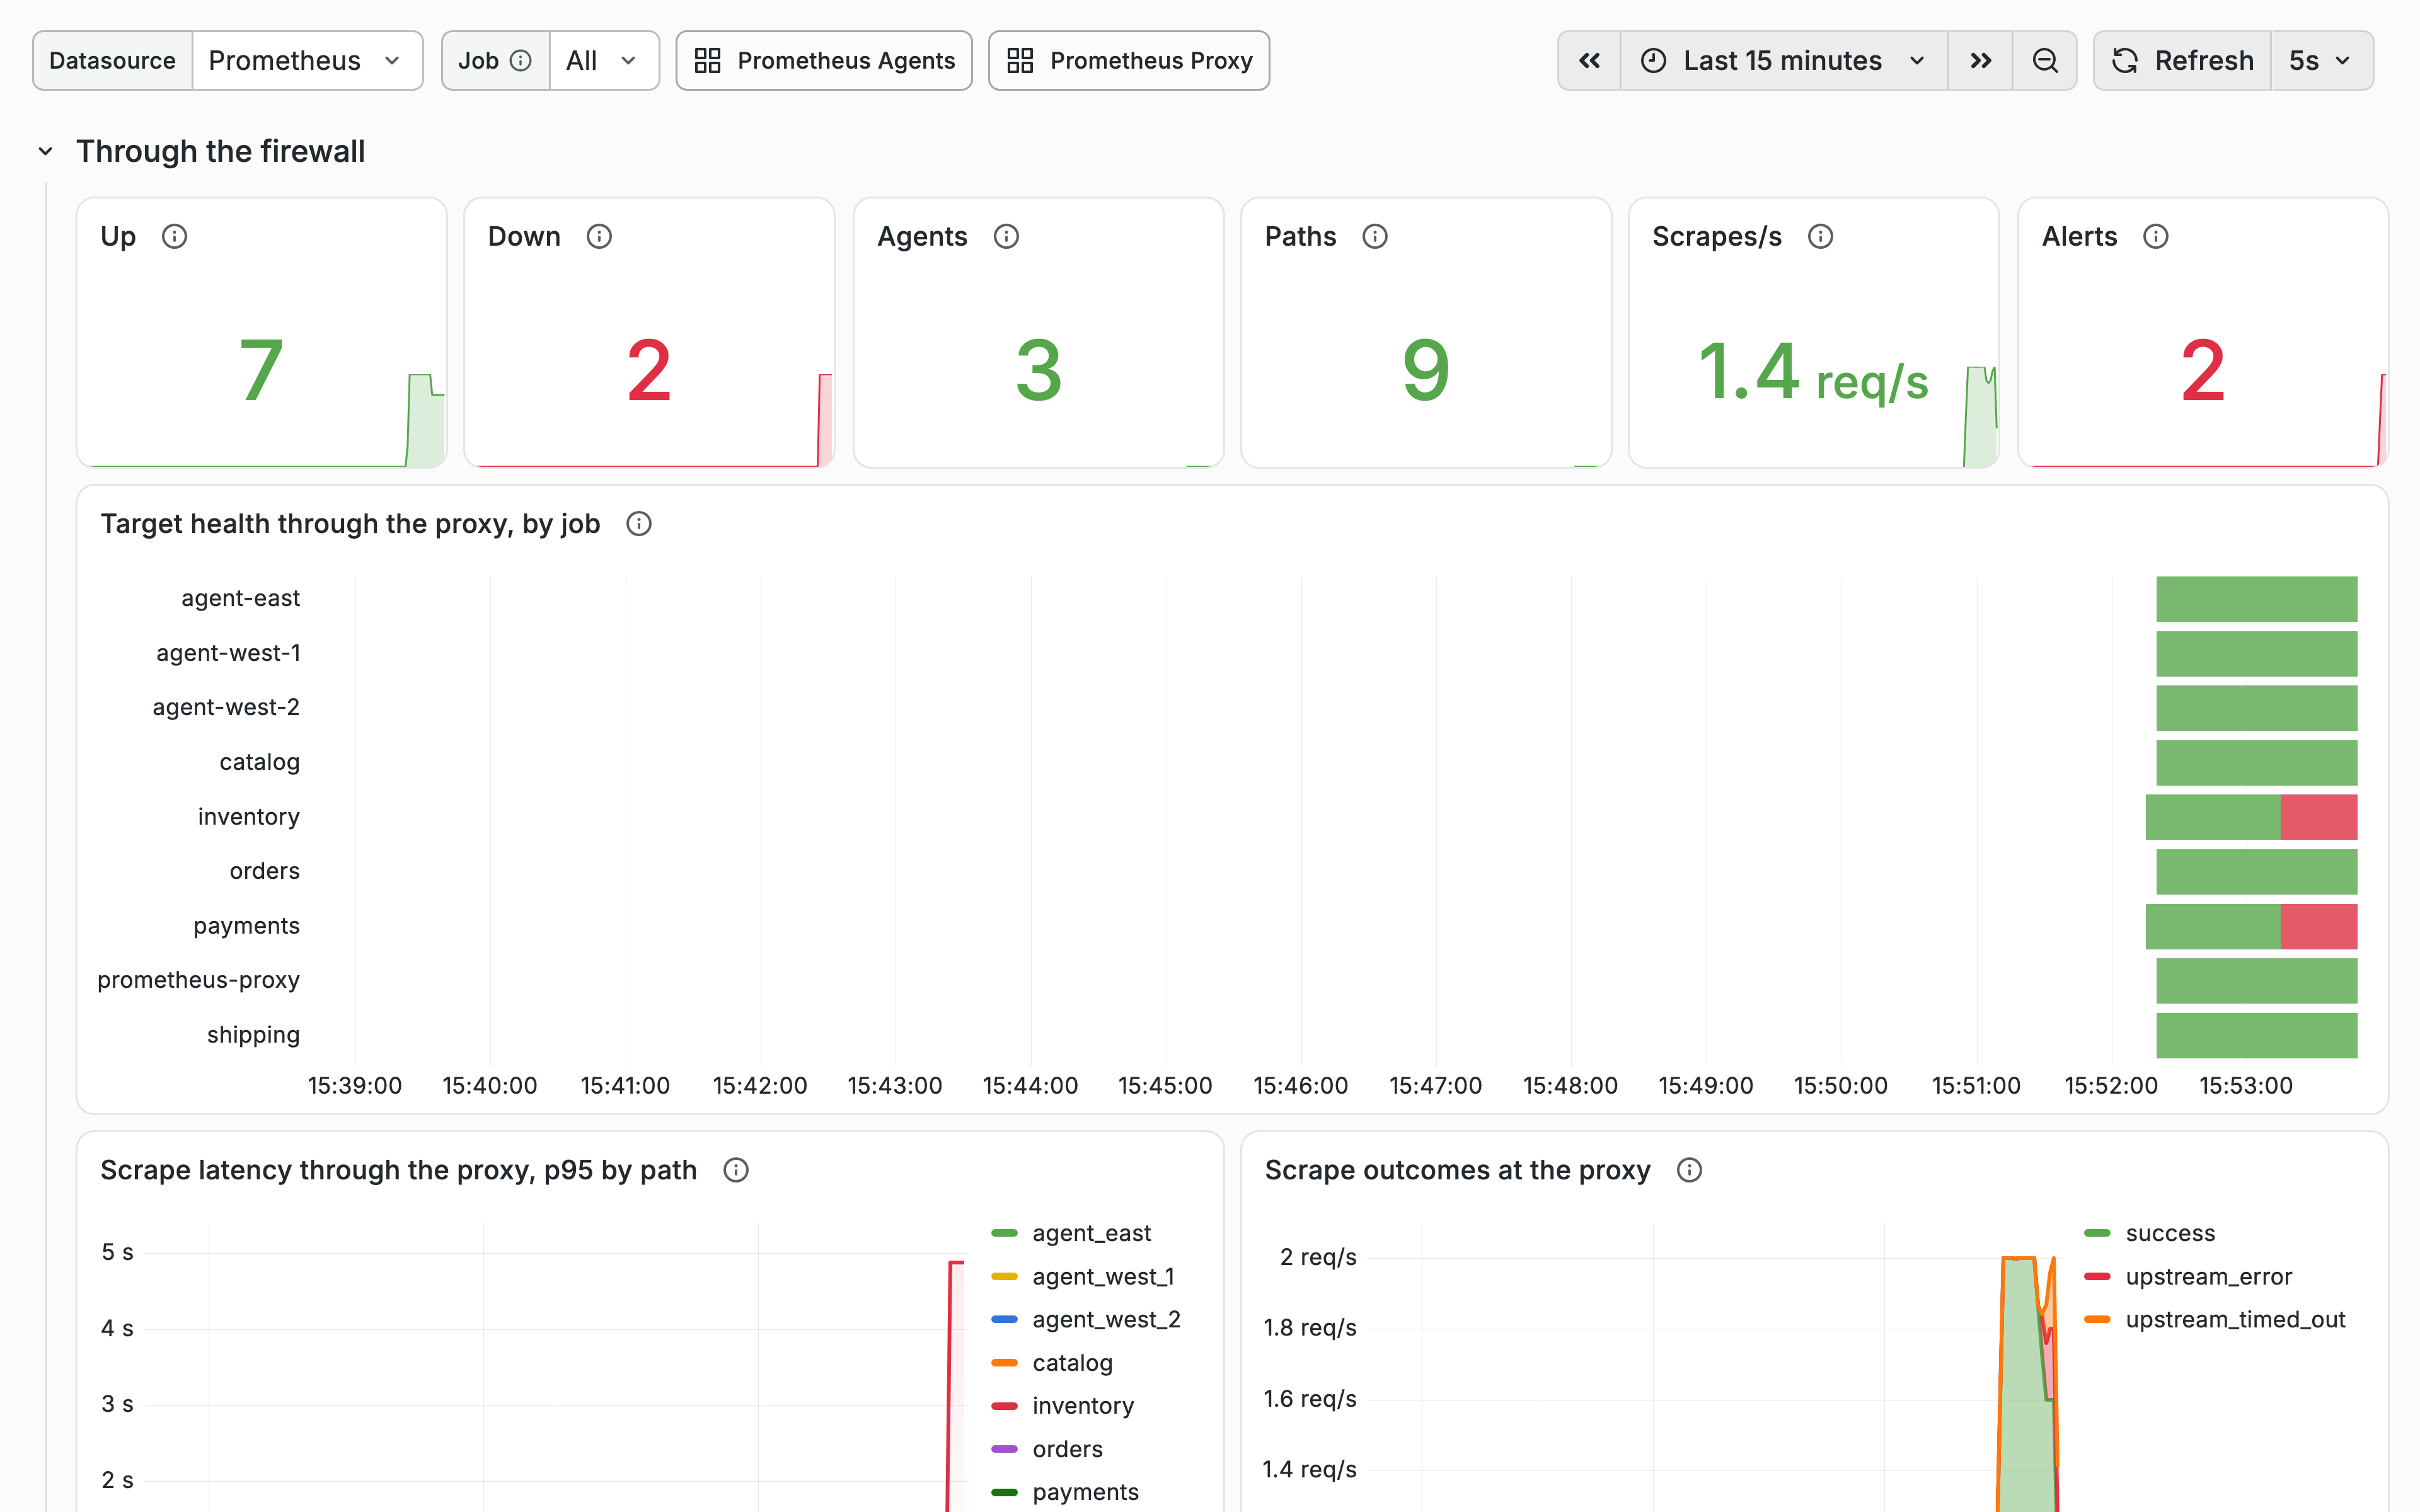 Datasource Prometheus Job All Prometheus Agents Prometheus Proxy Last 15 minutes Refresh 5s
Through the firewall
Up Down Agents Paths Scrapes/s Alerts
7 2 3 9 1.4 req/s 2
Target health through the proxy, by job
agent-east
agent-west-1
agent-west-2
catalog
inventory
orders
payments
prometheus-proxy
shipping
15:39:00 15:40:00 15:41:00 15:42:00 15:43:00 15:44:00 15:45:00 15:46:00 15:47:00 15:48:00 15:49:00 15:50:00 15:51:00 15:52:00 15:53:00
Scrape latency through the proxy, p95 by path
5 s
4 s
3 s
2 s
agent_east
agent_west_1
agent_west_2
catalog
inventory
orders
payments
Scrape outcomes at the proxy
2 req/s
1.8 req/s
1.6 req/s
1.4 req/s
success
upstream_error
upstream_timed_out